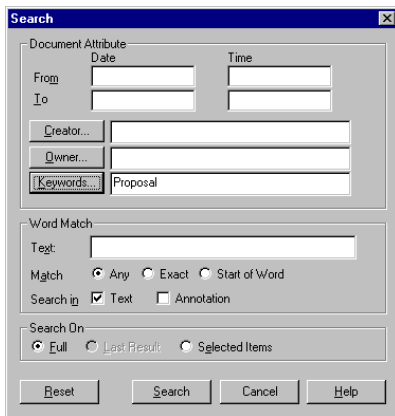 Search
Document Attribute
Date Time
From
To
Creator...
Owner...
Keywords... Proposal
Word Match
Text:
Match Any Exact Start of Word
Search in Text Annotation
Search On
Full Last Result Selected Items
Reset Search Cancel Help